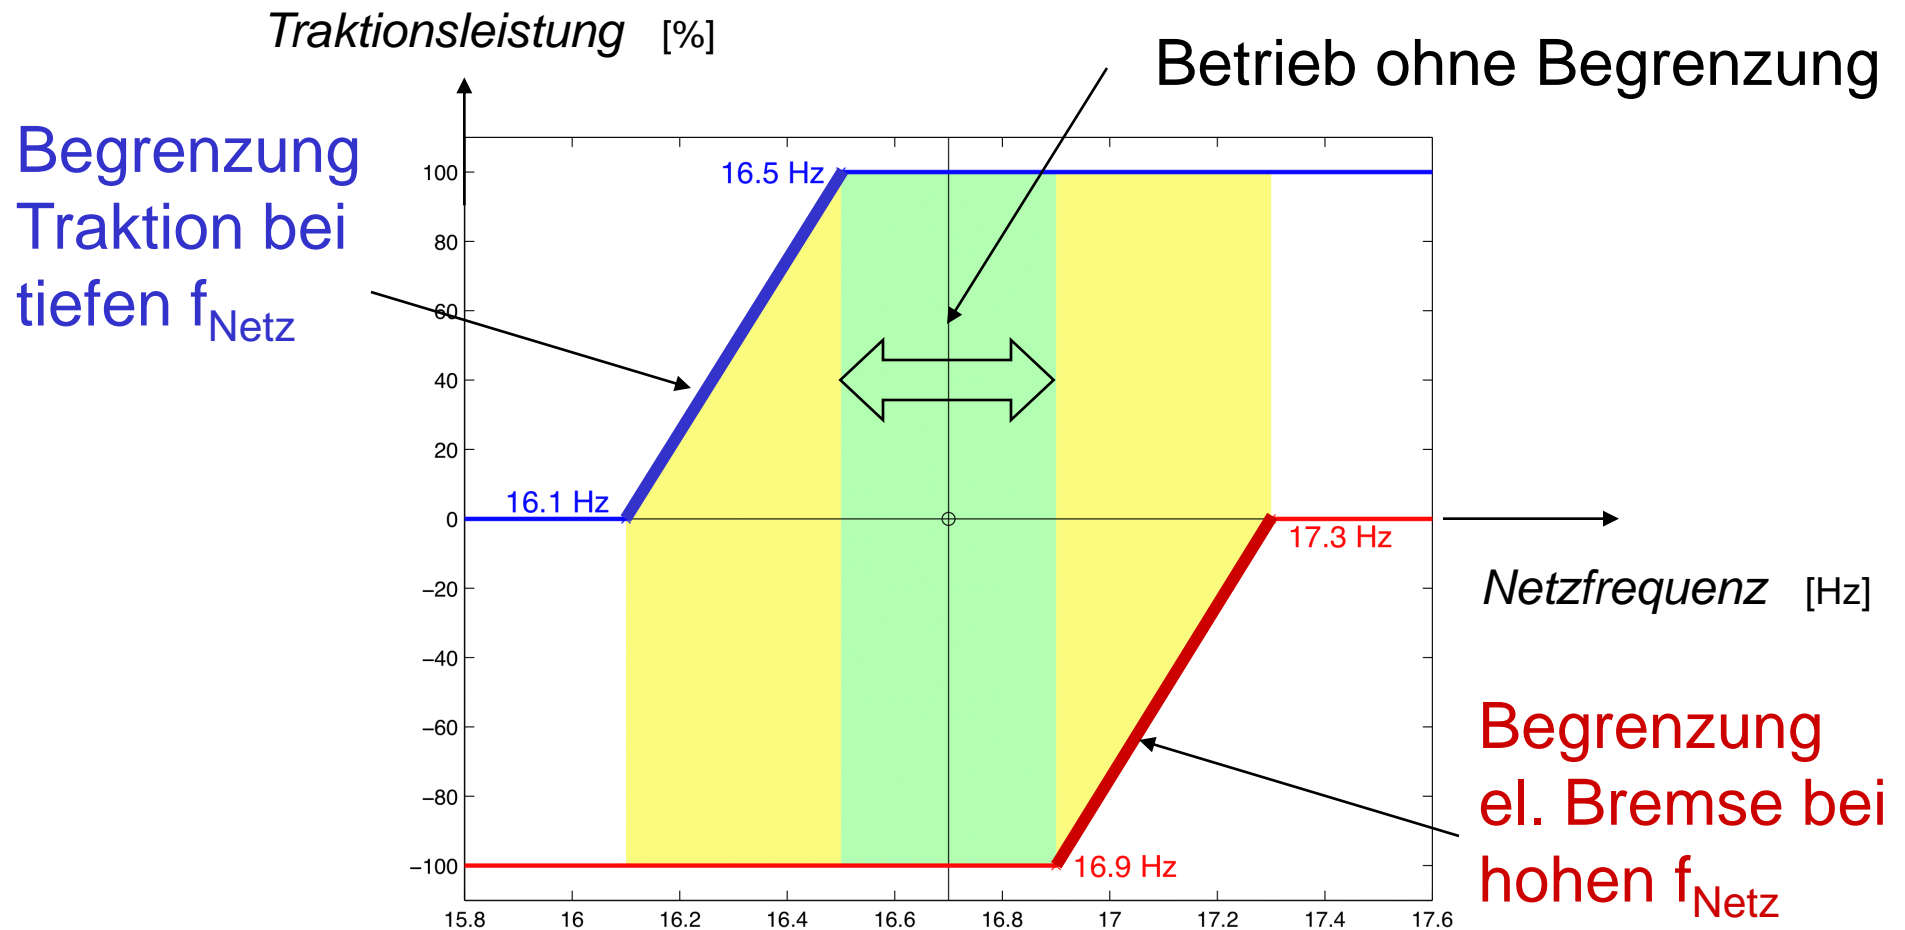 Traktionsleistung [%]
Betrieb ohne Begrenzung
Begrenzung
Traktion bei
tiefen fNetz
16.5 Hz
100
80
60
40
20
16.1 Hz
0
17.3 Hz
Netzfrequenz [Hz]
−20
−40
−60
−80
−100
16.9 Hz
Begrenzung
el. Bremse bei
hohen fNetz
15.8 16 16.2 16.4 16.6 16.8 17 17.2 17.4 17.6